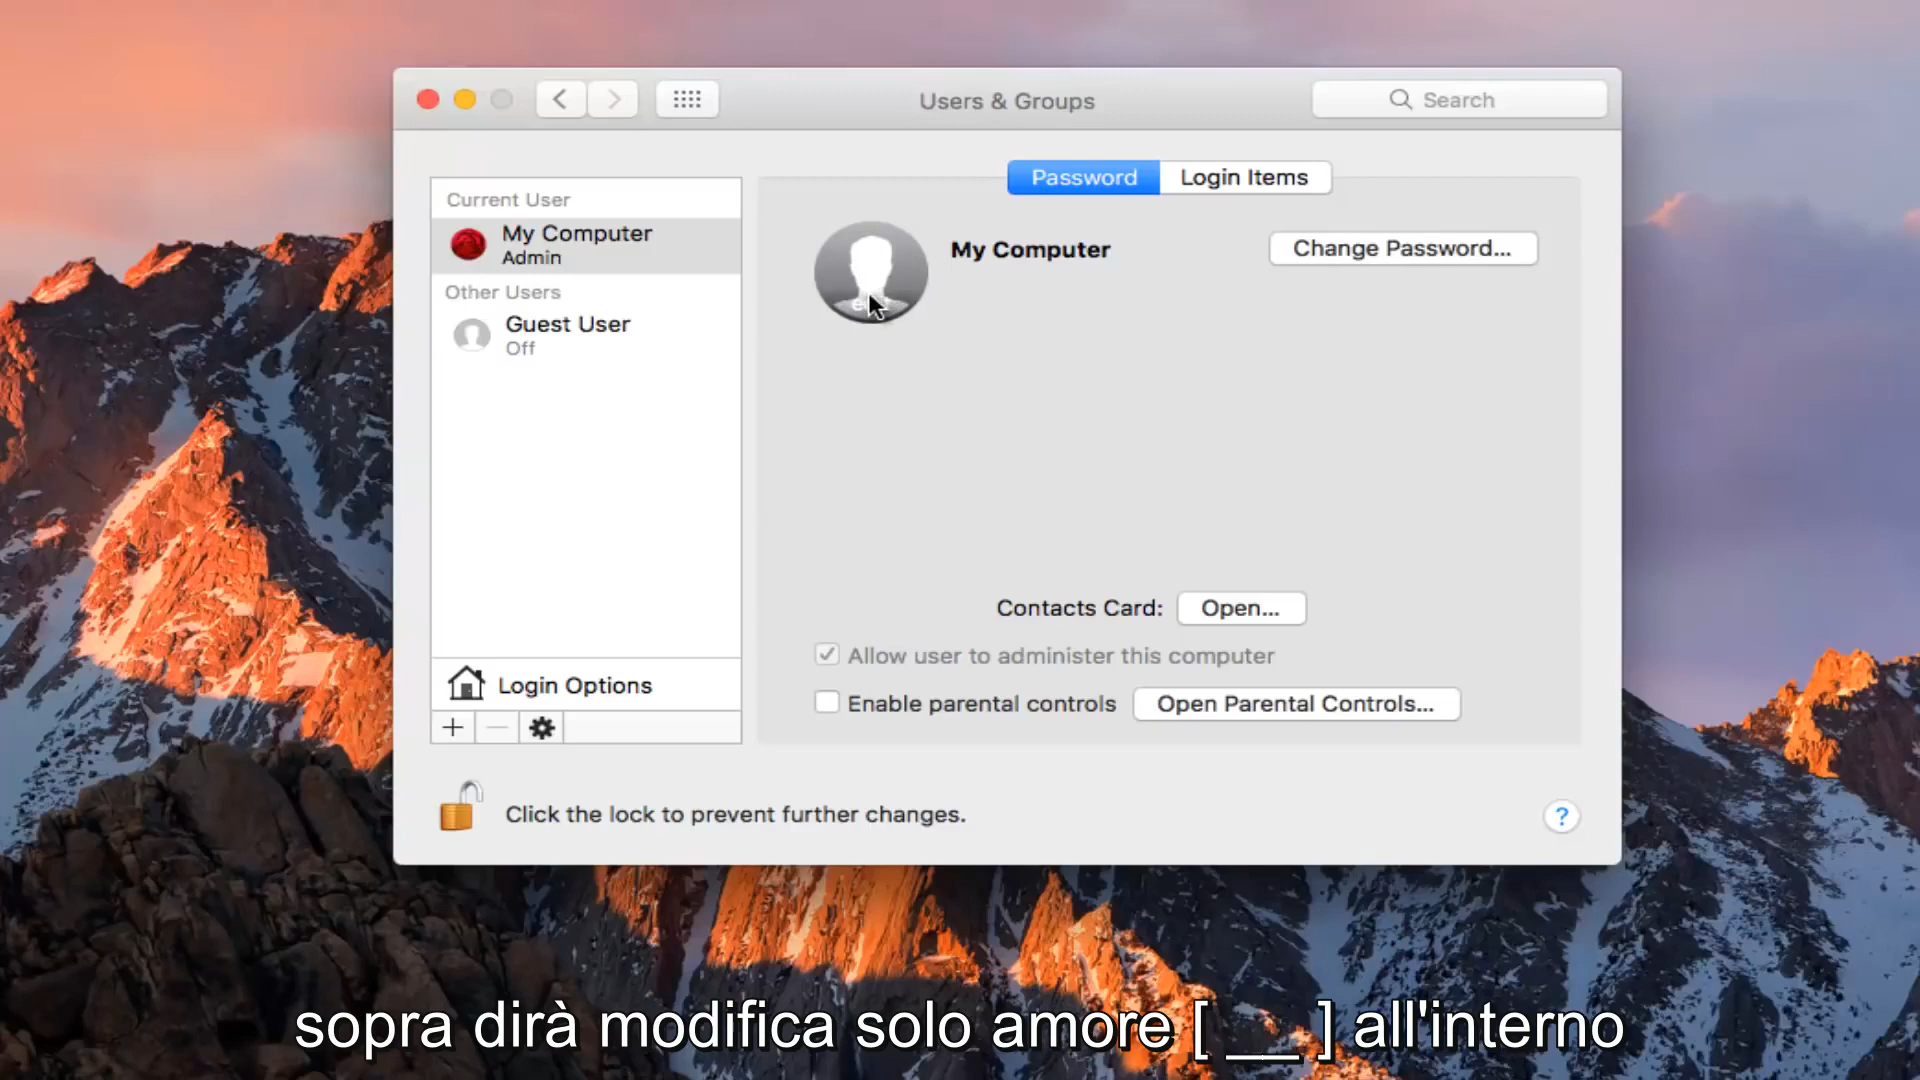 Users & Groups
Search
Password
Login Items
Current User
My Computer
Admin
Other Users
Guest User
Off
Login Options
My Computer
Change Password...
Contacts Card:
Open...
Allow user to administer this computer
Enable parental controls
Open Parental Controls...
Click the lock to prevent further changes.
?
sopra dirà modifica solo amore [ __ ] all'interno